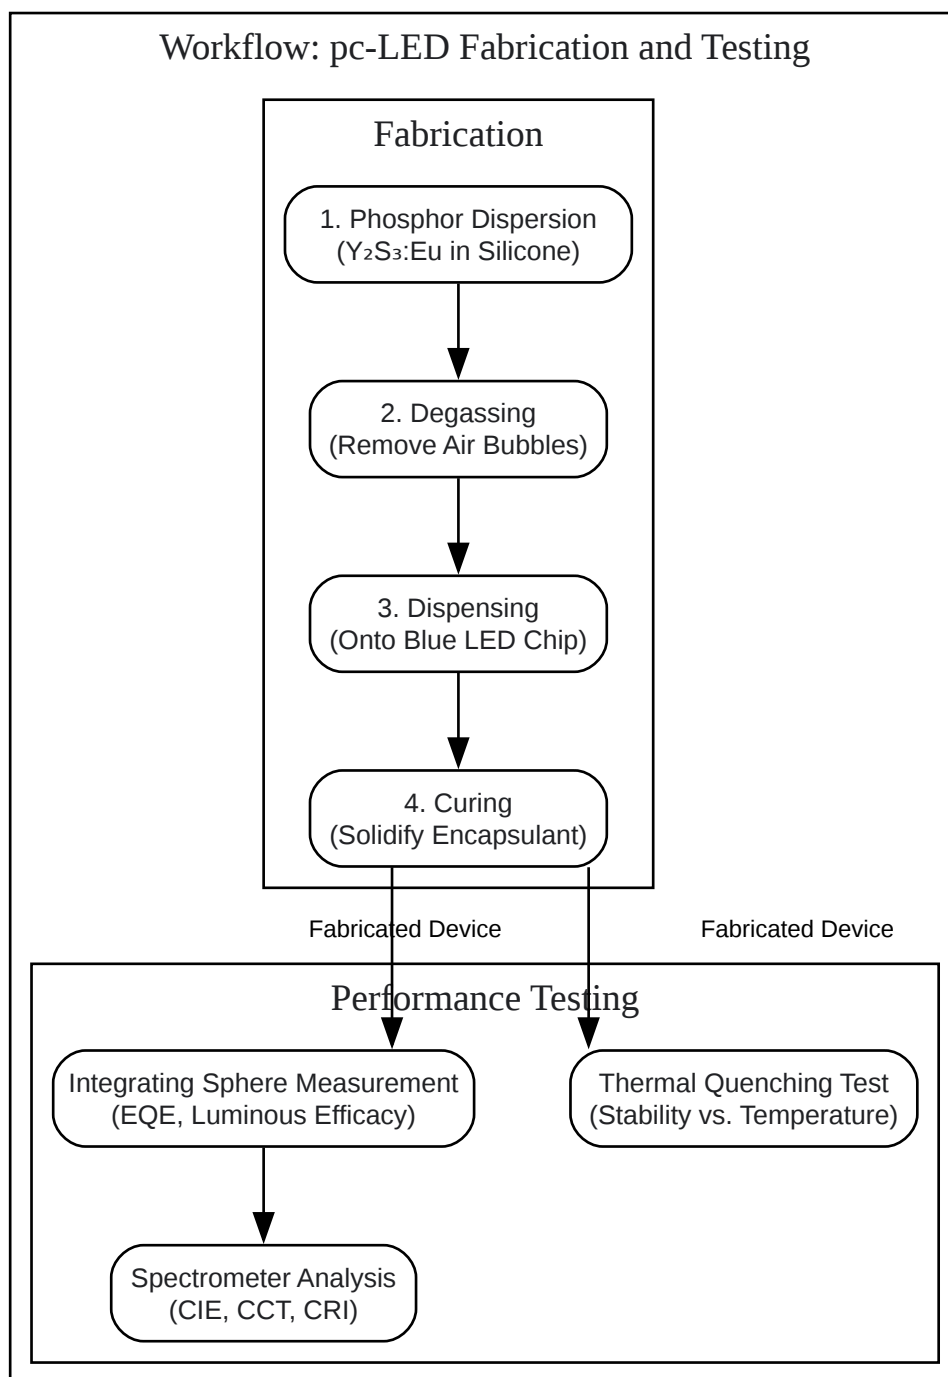 Workflow: pc-LED Fabrication and Testing
Fabrication
1. Phosphor Dispersion
(Y₂S₃:Eu in Silicone)
2. Degassing
(Remove Air Bubbles)
3. Dispensing
(Onto Blue LED Chip)
4. Curing
(Solidify Encapsulant)
Fabricated Device
Fabricated Device
Performance Testing
Integrating Sphere Measurement
(EQE, Luminous Efficacy)
Thermal Quenching Test
(Stability vs. Temperature)
Spectrometer Analysis
(CIE, CCT, CRI)